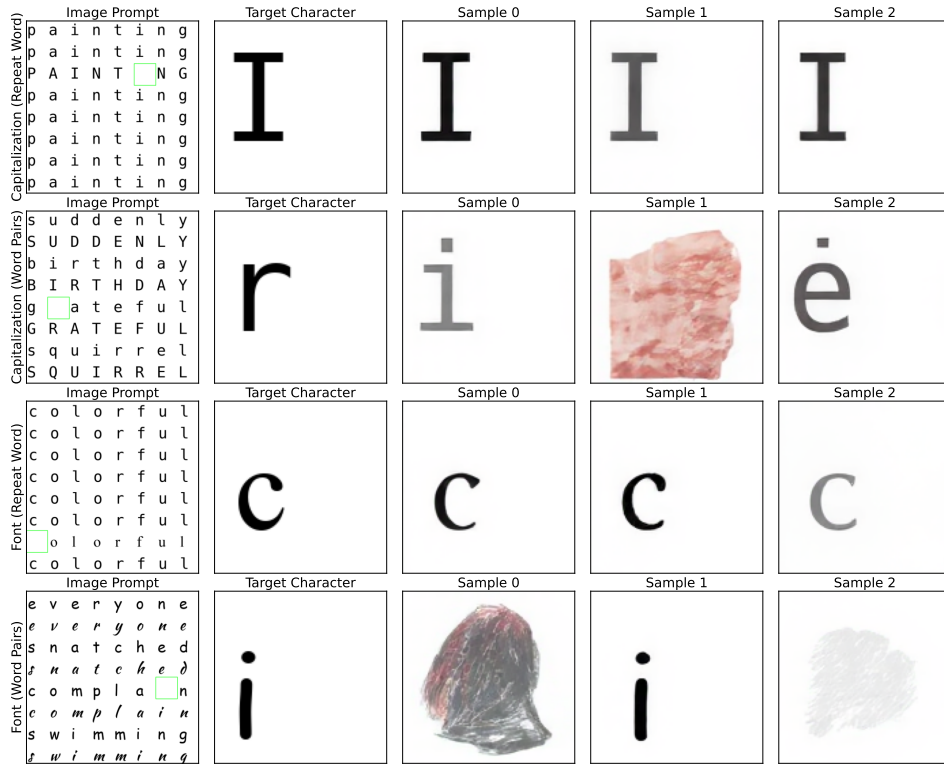 Image Prompt Target Character Sample 0 Sample 1 Sample 2
Capitalization (Repeat Word)
p a i n t i n g
p a i n t i n g
P A I N T N G
p a i n t i n g
p a i n t i n g
p a i n t i n g
p a i n t i n g
p a i n t i n g
I I I I
Image Prompt Target Character Sample 0 Sample 1 Sample 2
Capitalization (Word Pairs)
s u d d e n l y
S U D D E N L Y
b i r t h d a y
B I R T H D A Y
g a t e f u l
G R A T E F U L
s q u i r r e l
S Q U I R R E L
r i ė
Image Prompt Target Character Sample 0 Sample 1 Sample 2
Font (Repeat Word)
c o l o r f u l
c o l o r f u l
c o l o r f u l
c o l o r f u l
c o l o r f u l
c o l o r f u l
o l o r f u l
c o l o r f u l
c c c c
Image Prompt Target Character Sample 0 Sample 1 Sample 2
Font (Word Pairs)
e v e r y o n e
e v e r y o n e
s n a t c h e d
s n a t c h e d
c o m p l a n
c o m p l a i n
s w i m m i n g
s w i m m i n g
i i